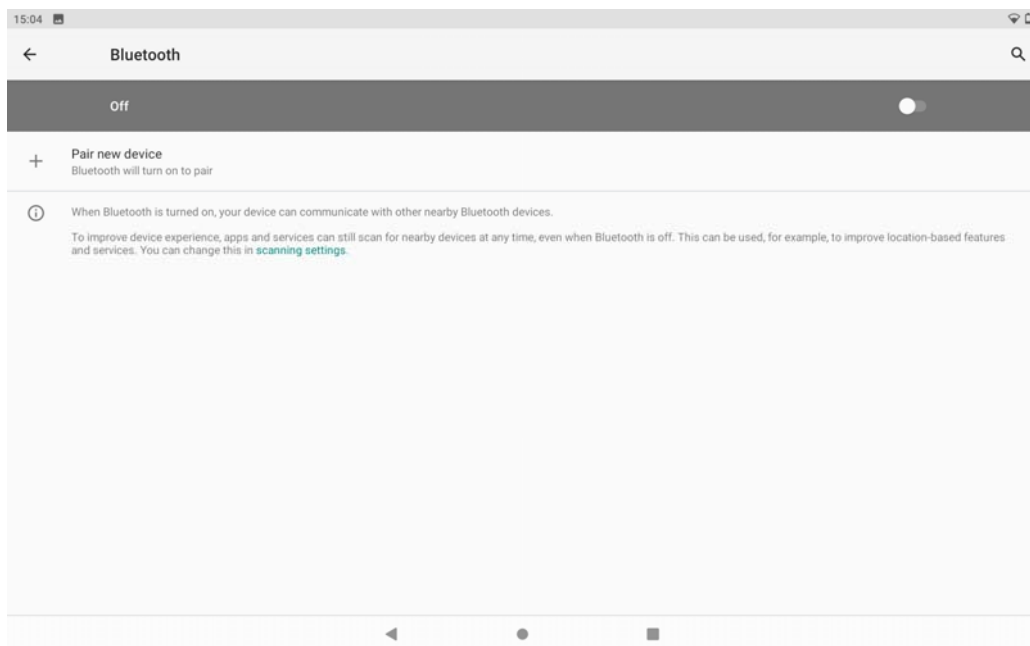 15:04
Bluetooth
Off
Pair new device
Bluetooth will turn on to pair
When Bluetooth is turned on, your device can communicate with other nearby Bluetooth devices.
To improve device experience, apps and services can still scan for nearby devices at any time, even when Bluetooth is off. This can be used, for example, to improve location-based features
and services. You can change this in scanning settings.